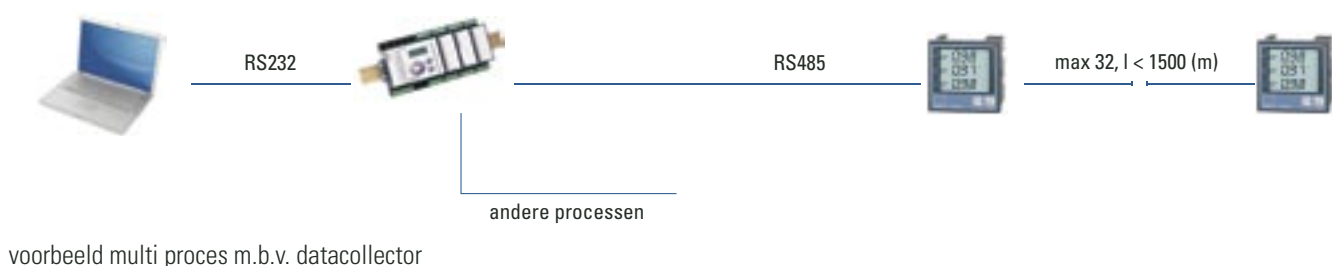 RS232
RS485
max 32, l < 1500 (m)
andere processen
voorbeeld multi proces m.b.v. datacollector